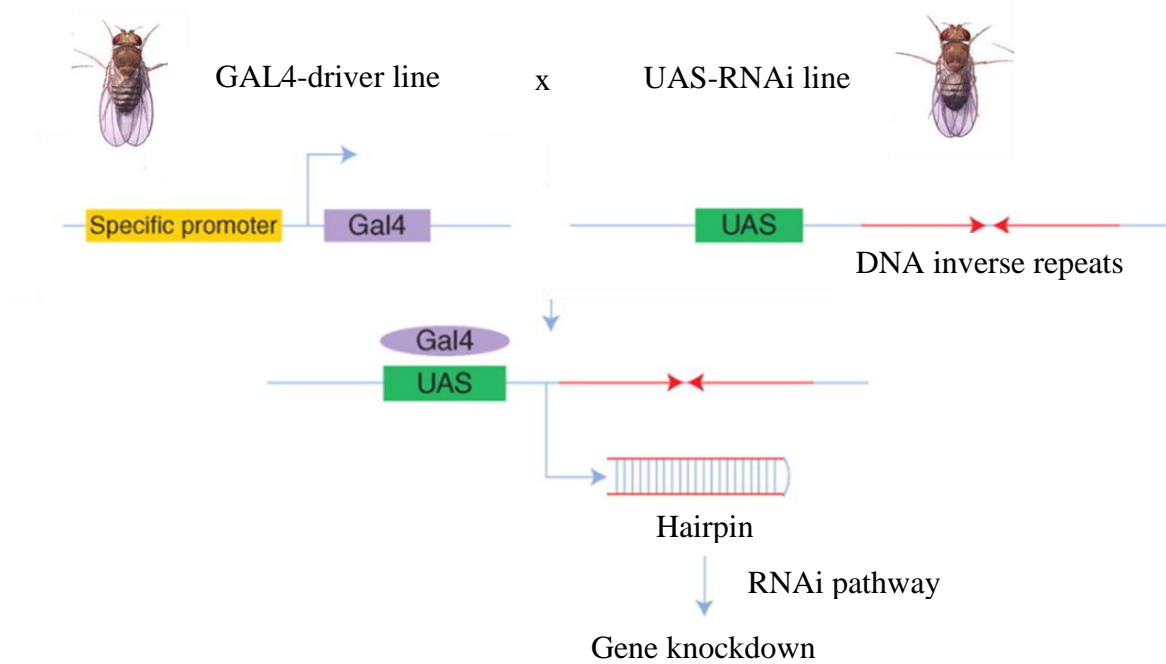 GAL4-driver line x UAS-RNAi line
Specific promoter Gal4 UAS
DNA inverse repeats
Gal4
UAS
Hairpin
RNAi pathway
Gene knockdown